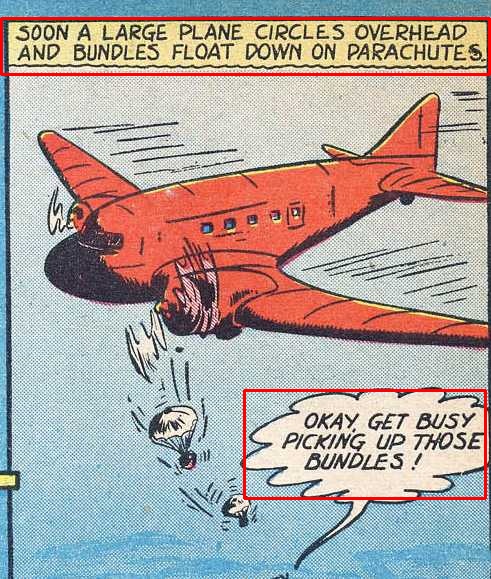 SOON A LARGE PLANE CIRCLES OVERHEAD
AND BUNDLES FLOAT DOWN ON PARACHUTES.
OKAY, GET BUSY
PICKING UP THOSE
BUNDLES!